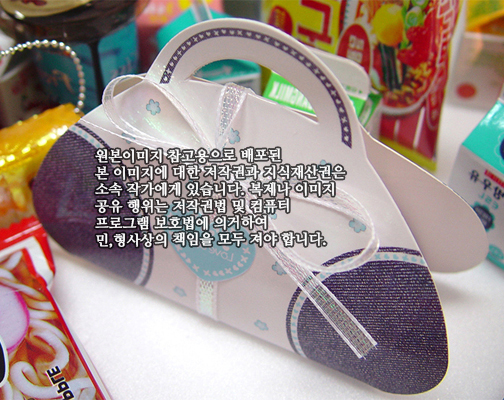 원본이미지 참고용으로 배포된
본 이미지에 대한 저작권과 지식재산권은
소속 작가에게 있습니다. 복제나 이미지
공유 행위는 저작권법 및 컴퓨터
프로그램 보호법에 의거하여
민,형사상의 책임을 모두 져야 합니다.